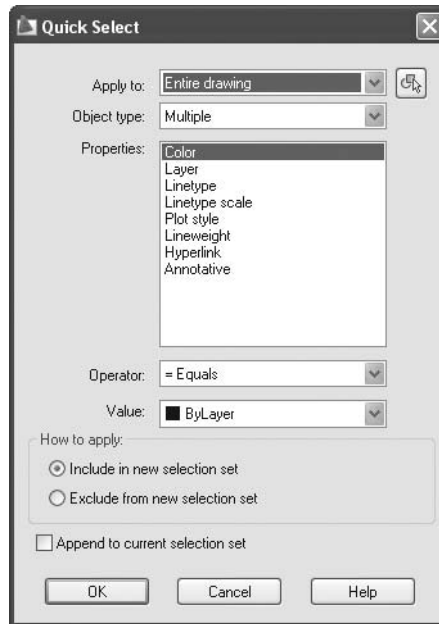 Quick Select
Apply to: Entire drawing
Object type: Multiple
Properties: Color
Layer
Linetype
Linetype scale
Plot style
Lineweight
Hyperlink
Annotative
Operator: = Equals
Value: ByLayer
How to apply:
Include in new selection set
Exclude from new selection set
Append to current selection set
OK Cancel Help